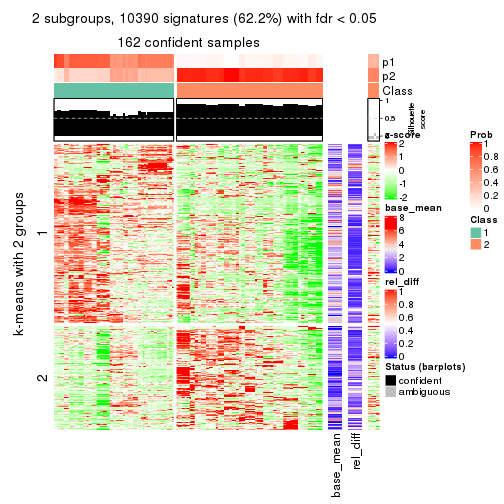 2 subgroups, 10390 signatures (62.2%) with fdr < 0.05
162 confident samples
p1
p2
Class
1
0.5
0
Silhouette
score
k-means with 2 groups
1
2
base_mean
rel_diff
z-score
2
1
0
-1
-2
base_mean
8
6
4
2
0
rel_diff
1
0.8
0.6
0.4
0.2
0
Status (barplots)
confident
ambiguous
Prob
1
0.8
0.6
0.4
0.2
0
Class
1
2